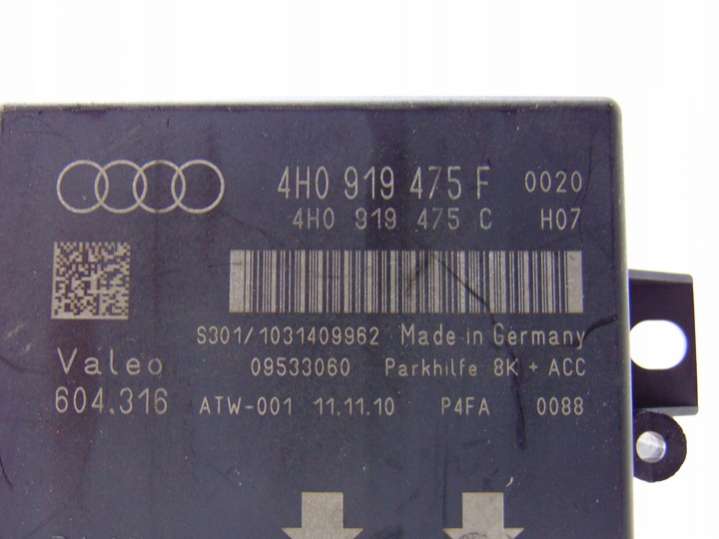 4H0 919 475 F 0020
4H0 919 475 C H07
S301/1031409962 Made in Germany
Valeo 09533060 Parkhilfe 8K + ACC
604.316 ATW-001 11.11.10 P4FA 0088